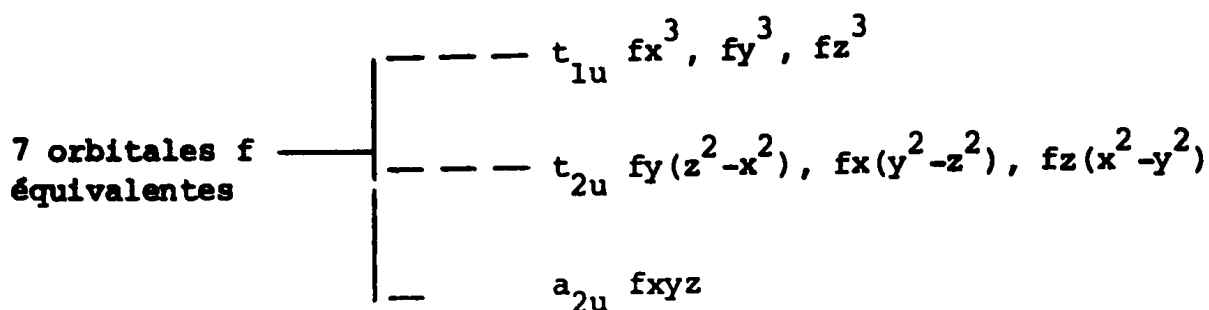 t₁ᵤ fx³, fy³, fz³
7 orbitales f
équivalentes
t₂ᵤ fy(z²-x²), fx(y²-z²), fz(x²-y²)
a₂ᵤ fxyz